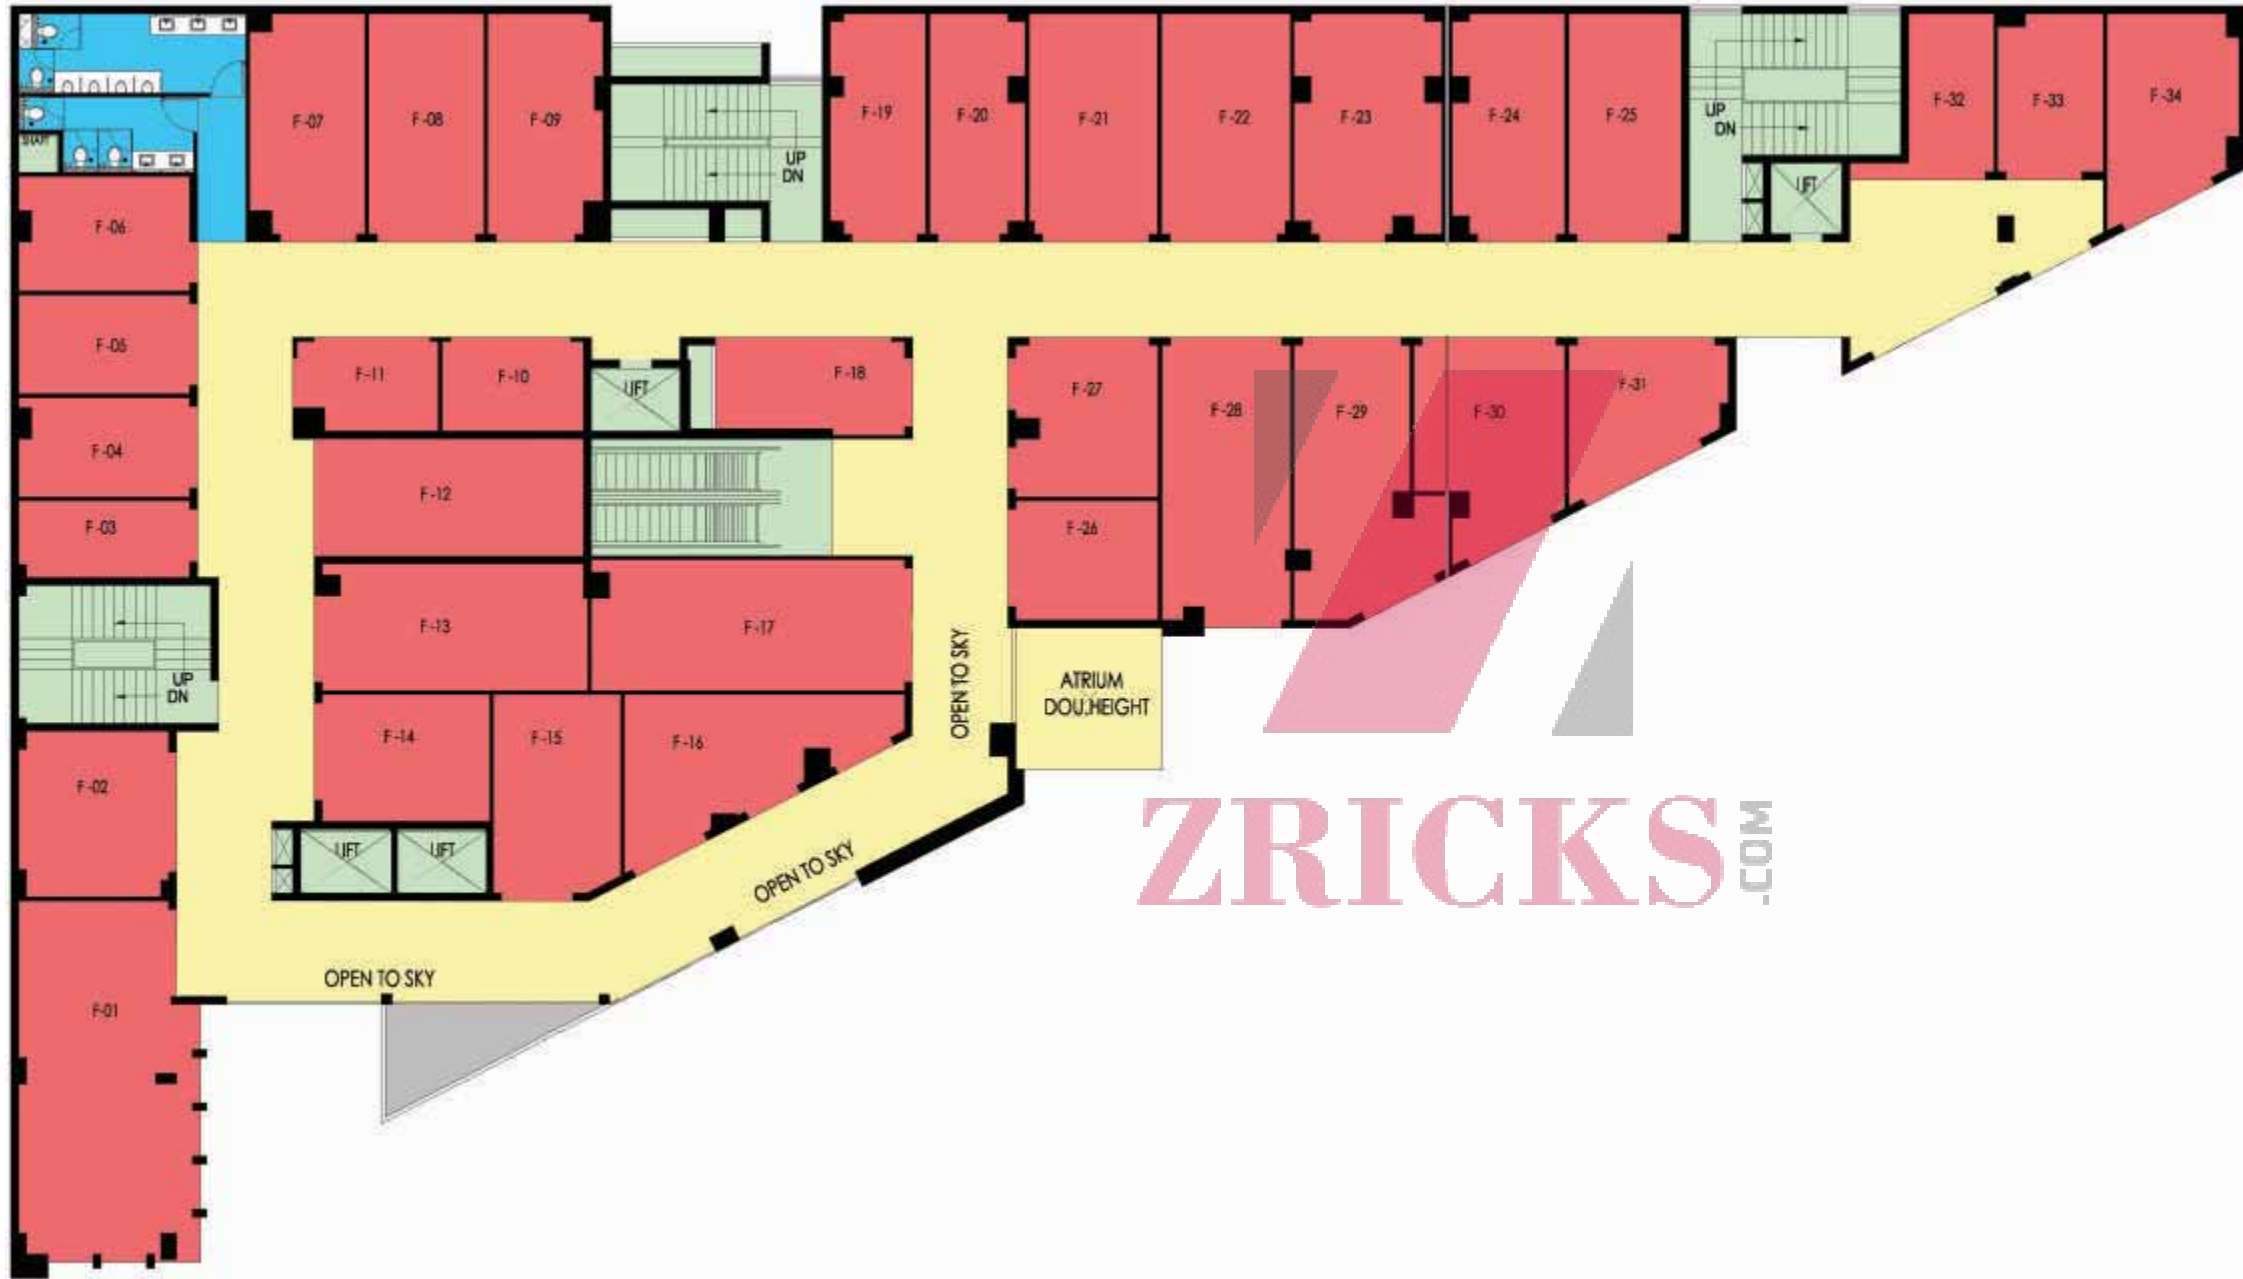 F-07
F-08
F-09
F-19
F-20
F-21
F-22
F-23
F-24
F-25
F-32
F-33
F-34
SHAFT
UP
DN
UP
DN
LIFT
F-06
F-05
F-04
F-03
F-11
F-10
LIFT
F-18
F-12
F-27
F-28
F-29
F-30
F-31
F-26
F-13
F-17
UP
DN
F-14
F-15
F-16
OPEN TO SKY
ATRIUM
DOU.HEIGHT
F-02
LIFT
LIFT
OPEN TO SKY
OPEN TO SKY
F-01
ZRICKS
.COM